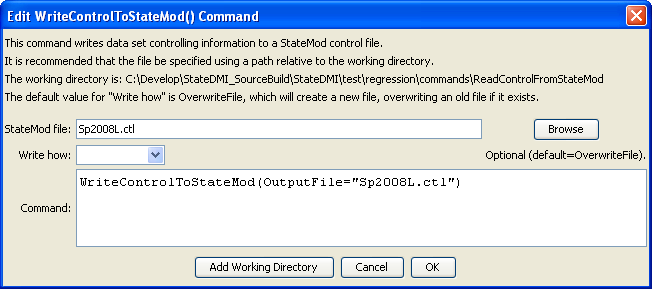 Edit WriteControlToStateMod() Command
This command writes data set controlling information to a StateMod control file.
It is recommended that the file be specified using a path relative to the working directory.
The working directory is: C:\Develop\StateDMI_SourceBuild\StateDMI\test\regression\commands\ReadControlFromStateMod
The default value for "Write how" is OverwriteFile, which will create a new file, overwriting an old file if it exists.
StateMod file: Sp2008L.ctl Browse
Write how: Optional (default=OverwriteFile).
Command: WriteControlToStateMod(OutputFile="Sp2008L.ctl")
Add Working Directory Cancel OK